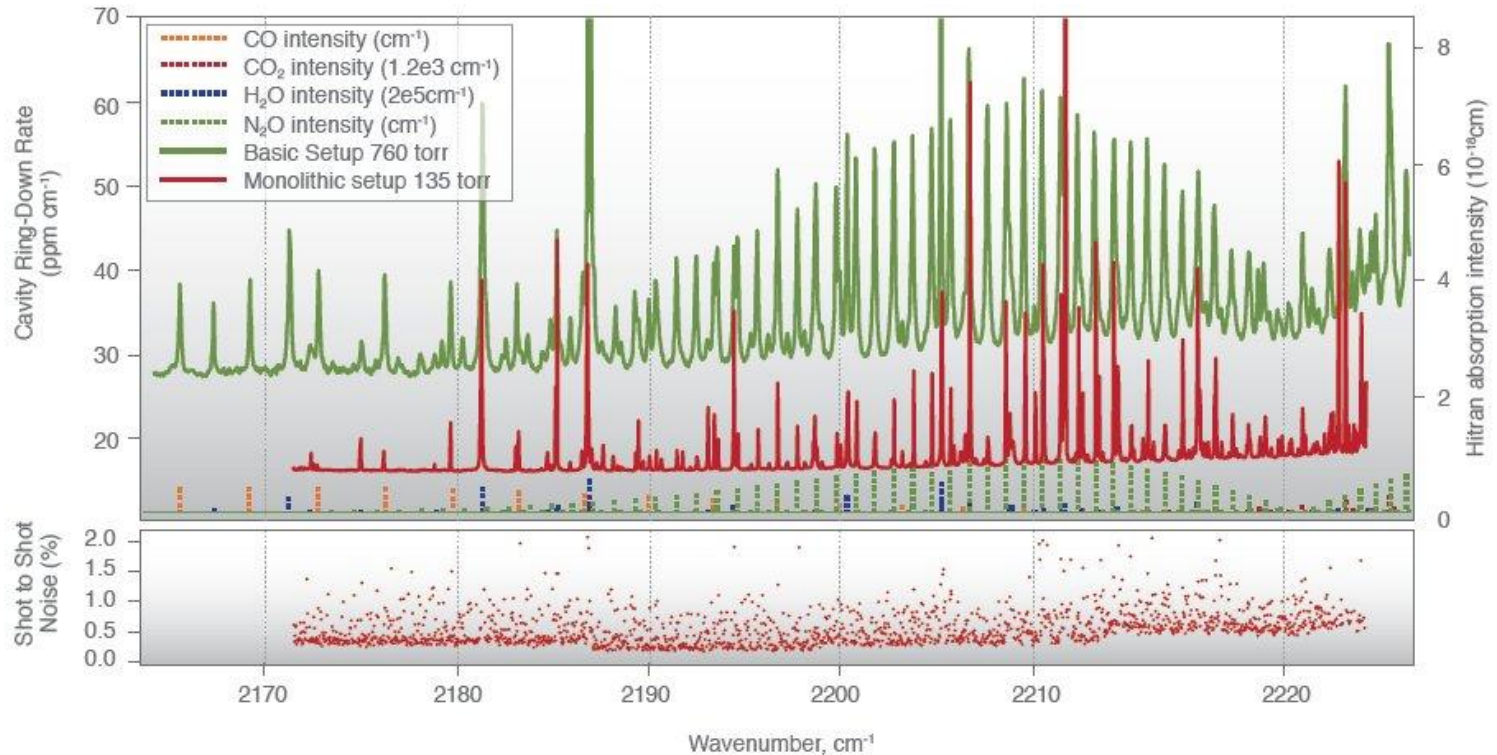 70
60
50
40
30
20
Cavity Ring-Down Rate
(ppm cm⁻¹)
CO intensity (cm⁻¹)
CO₂ intensity (1.2e3 cm⁻¹)
H₂O intensity (2e5cm⁻¹)
N₂O intensity (cm⁻¹)
Basic Setup 760 torr
Monolithic setup 135 torr
8
6
4
2
0
Hitran absorption intensity (10⁻¹⁸cm)
2.0
1.5
1.0
0.5
0.0
Shot to Shot
Noise (%)
2170 2180 2190 2200 2210 2220
Wavenumber, cm⁻¹